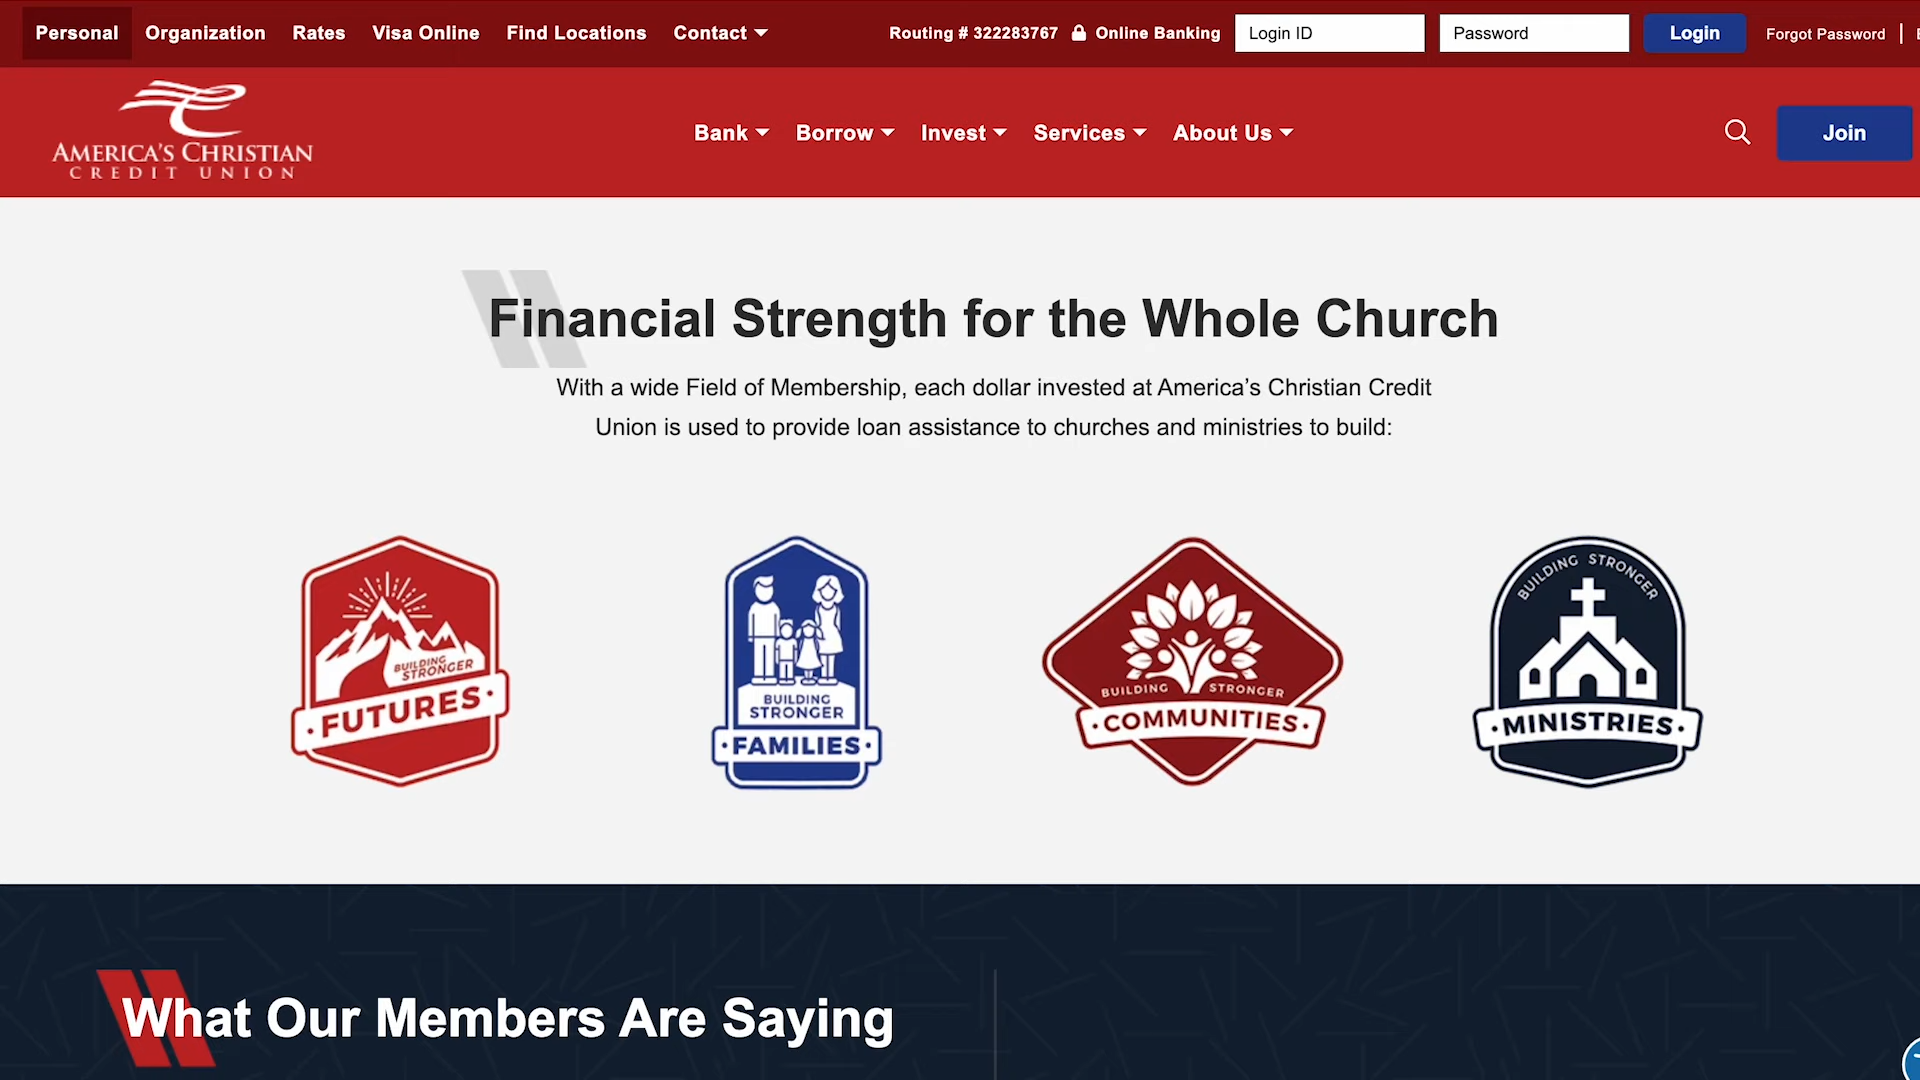 Personal Organization Rates Visa Online Find Locations Contact Routing # 322283767 Online Banking Login ID Password Login Forgot Password
AMERICA'S CHRISTIAN
CREDIT UNION
Bank Borrow Invest Services About Us Join
Financial Strength for the Whole Church
With a wide Field of Membership, each dollar invested at America’s Christian Credit
Union is used to provide loan assistance to churches and ministries to build:
BUILDING
STRONGER
·FUTURES·
BUILDING
STRONGER
·FAMILIES·
BUILDING STRONGER
·COMMUNITIES·
BUILDING STRONGER
·MINISTRIES·
What Our Members Are Saying